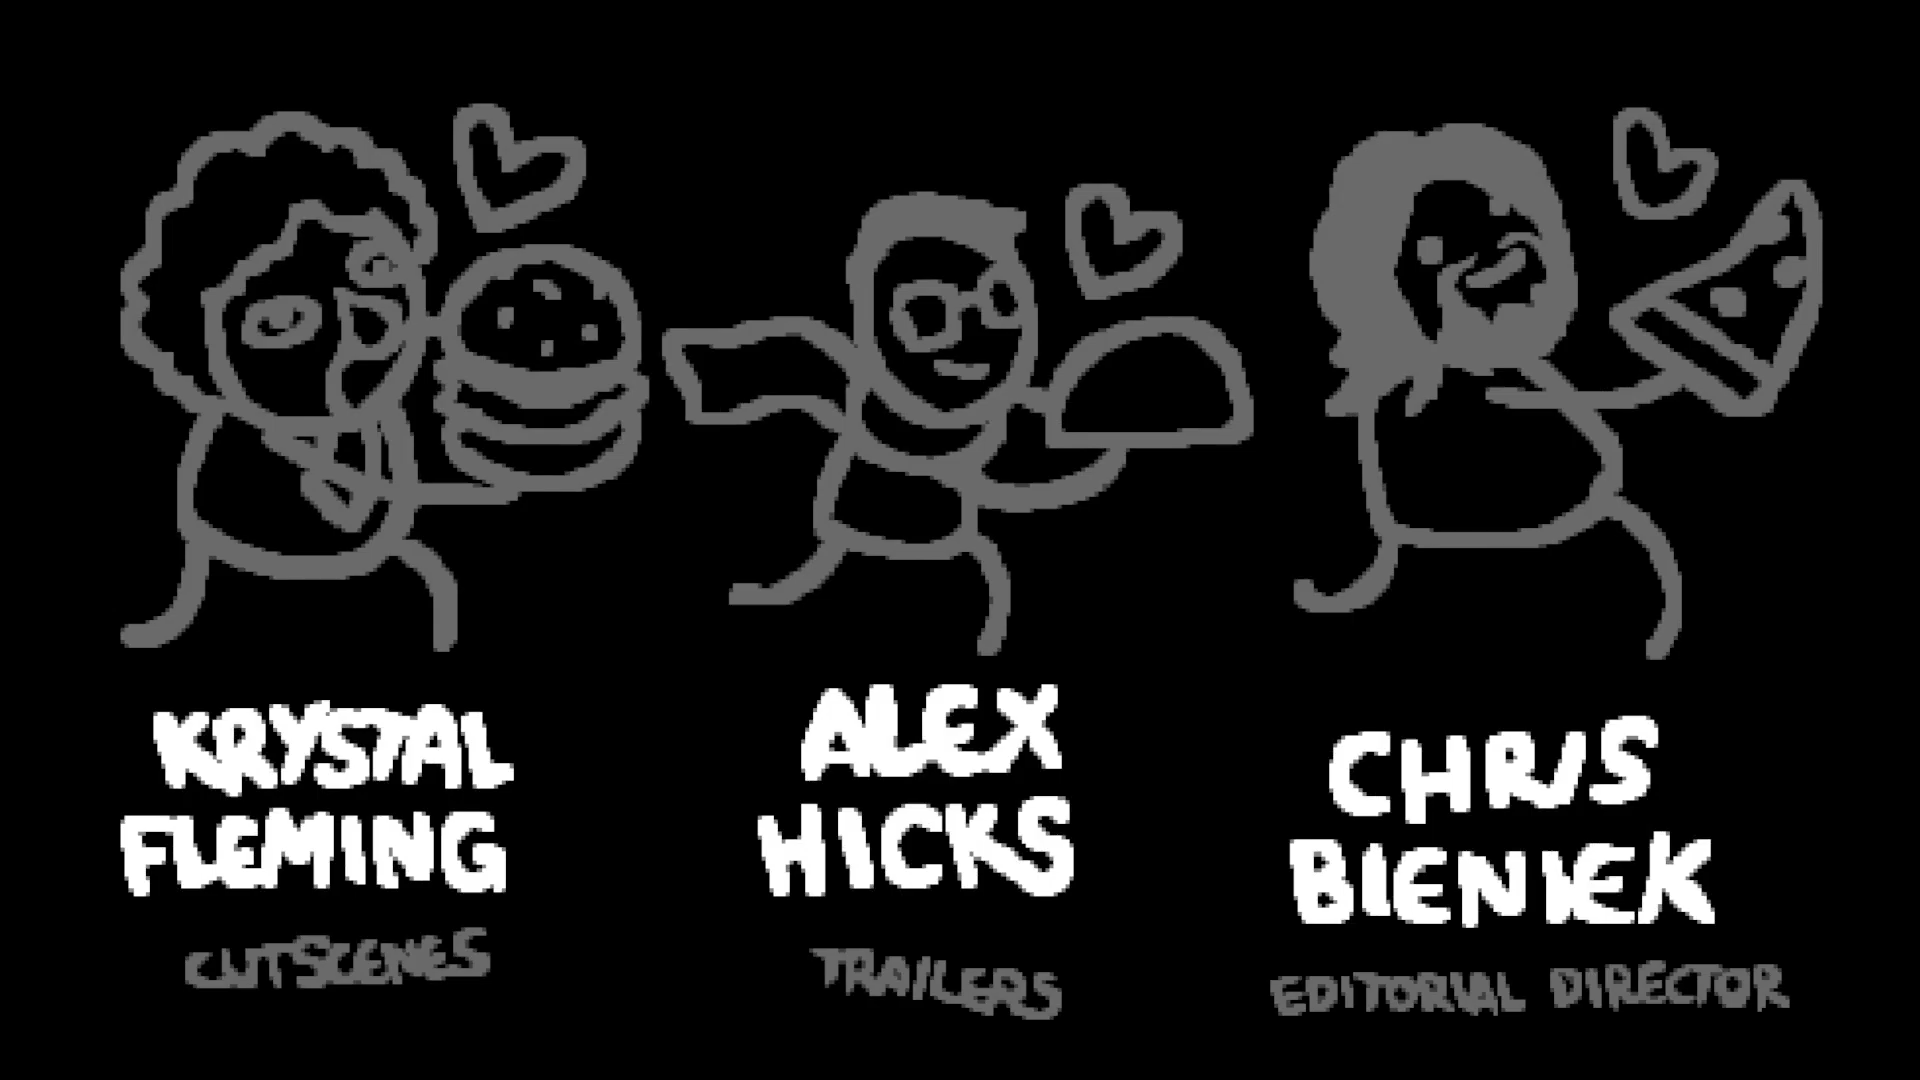 KRYSTAL
FLEMING
CUTSCENES
ALEX
HICKS
TRAILERS
CHRIS
BIENIEK
EDITORIAL DIRECTOR